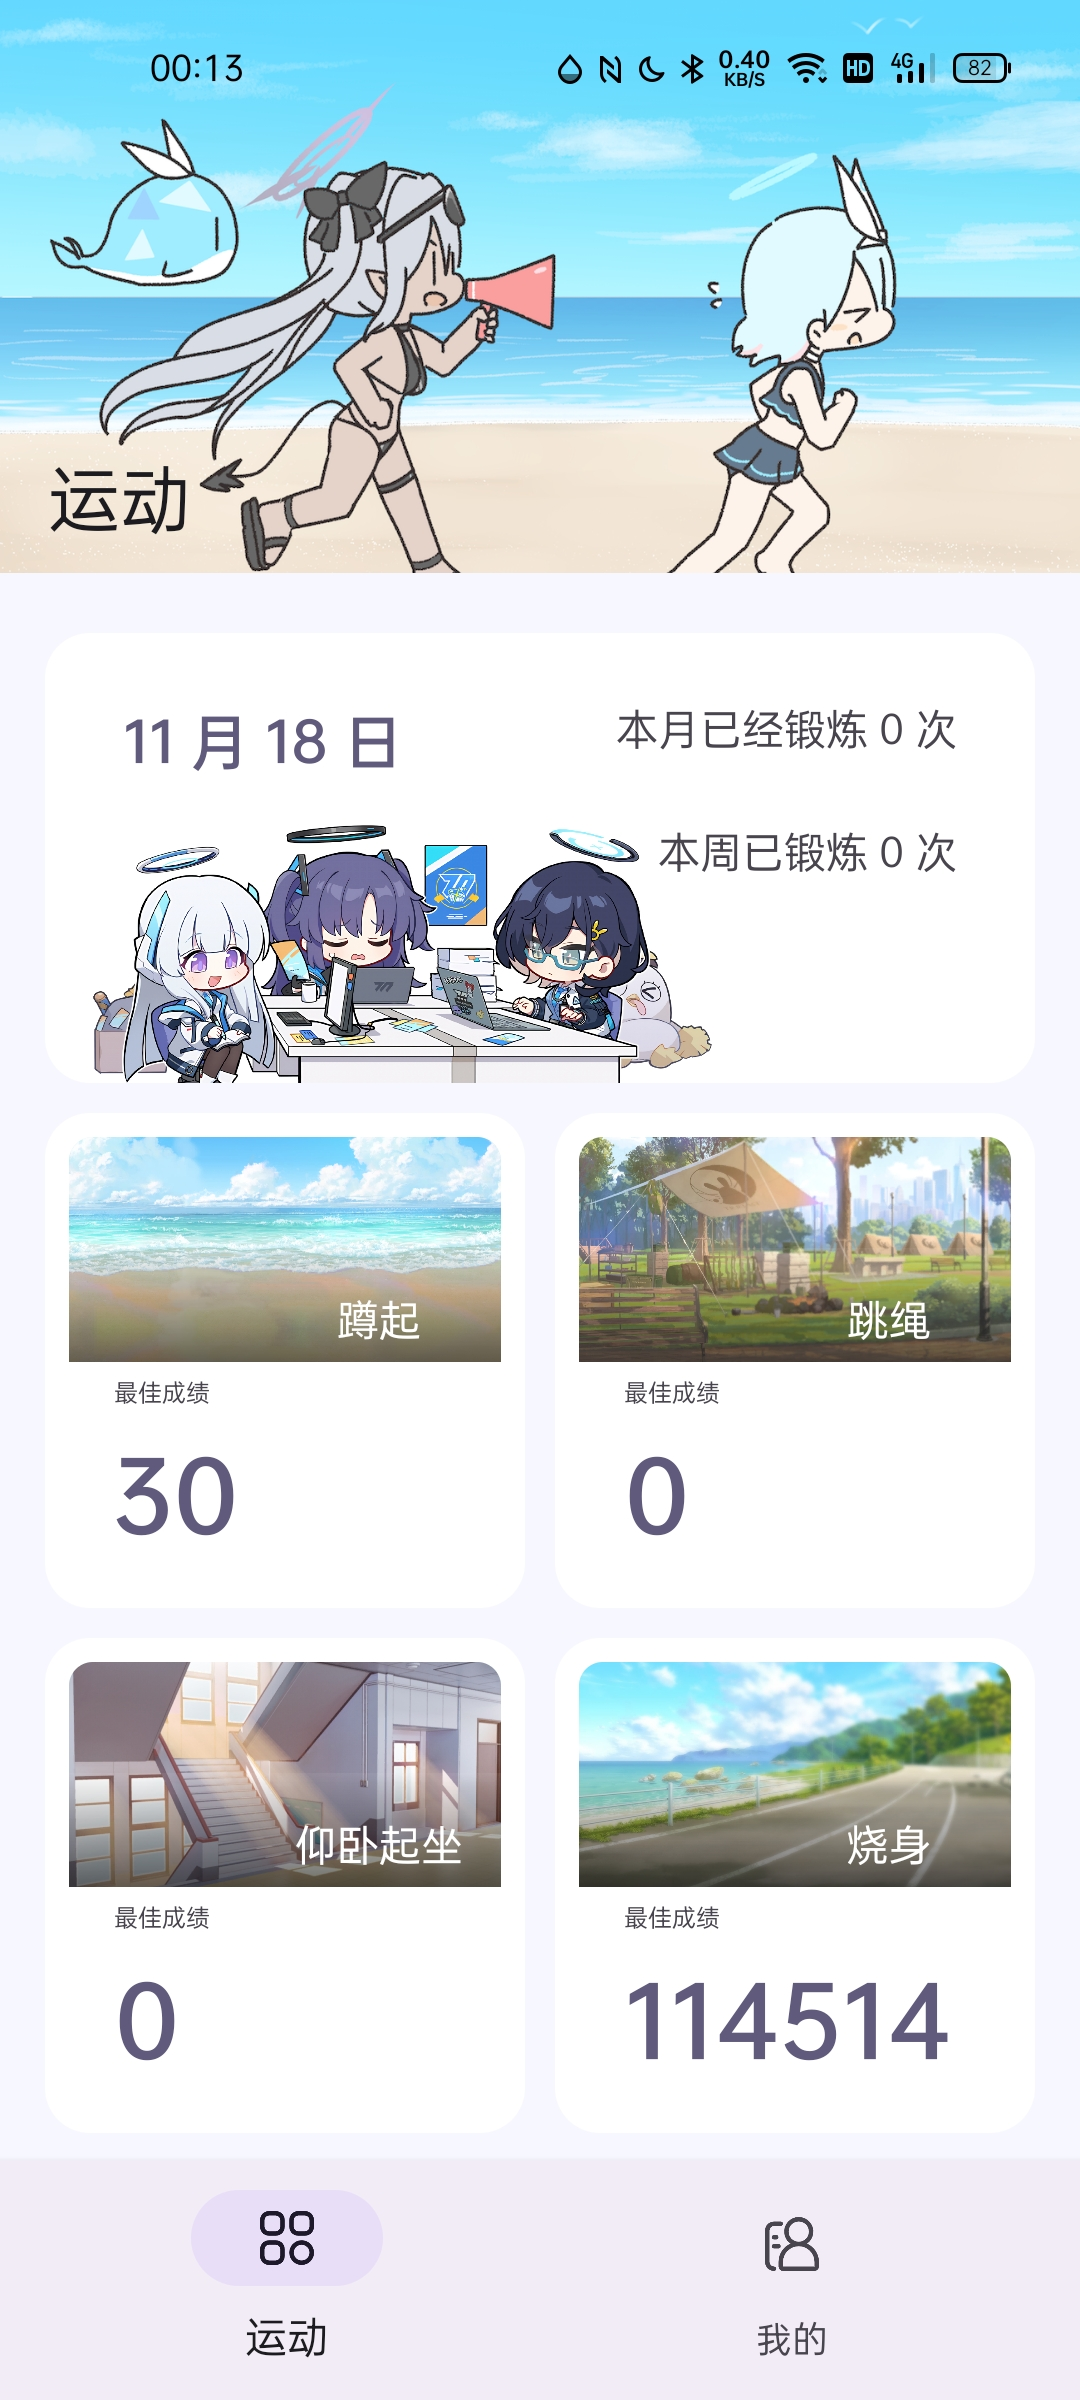 00:13
0.40
KB/S
HD
4G
82
运动
11 月 18 日
本月已经锻炼 0 次
本周已锻炼 0 次
蹲起
跳绳
最佳成绩
最佳成绩
30
0
仰卧起坐
烧身
最佳成绩
最佳成绩
0
114514
运动
我的